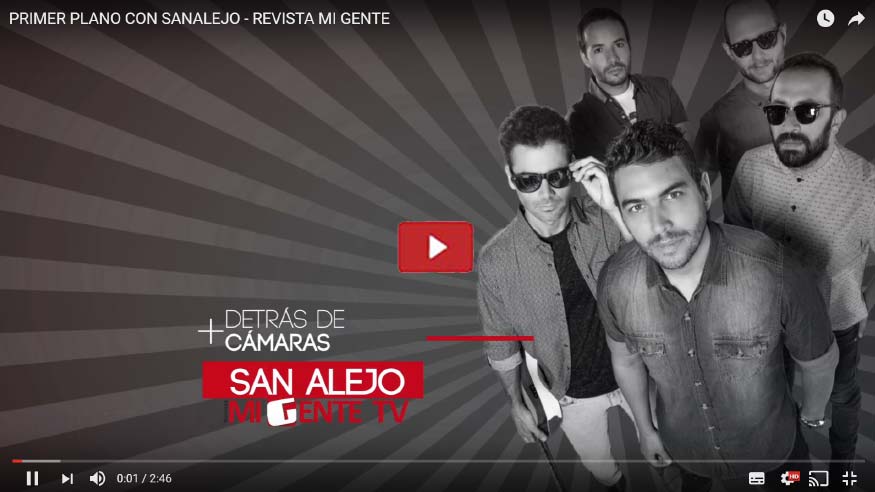 PRIMER PLANO CON SANALEJO - REVISTA MI GENTE
+DETRÁS DE
CÁMARAS
SAN ALEJO
MI GENTE TV
0:01 / 2:46
HD